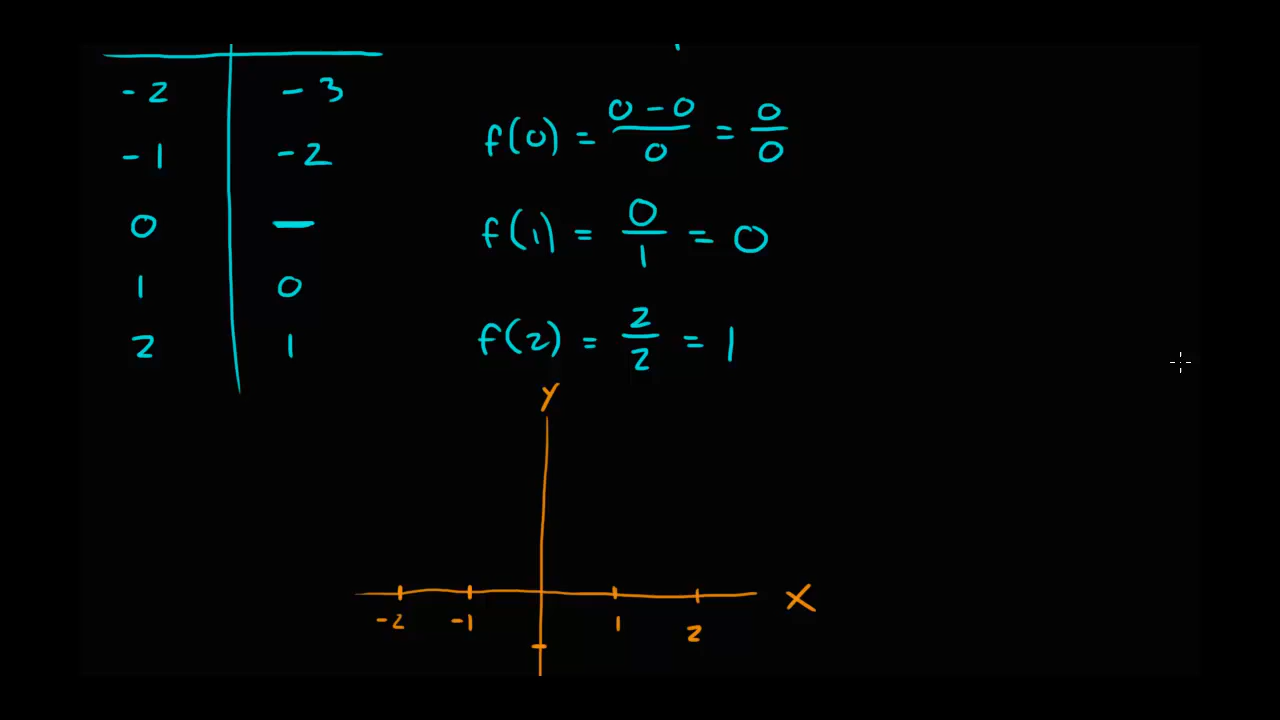 -2 -3
-1 -2
0 —
1 0
2 1
f(0) = 0 - 0 / 0 = 0 / 0
f(1) = 0 / 1 = 0
f(2) = 2 / 2 = 1
y
x
-2 -1 1 2